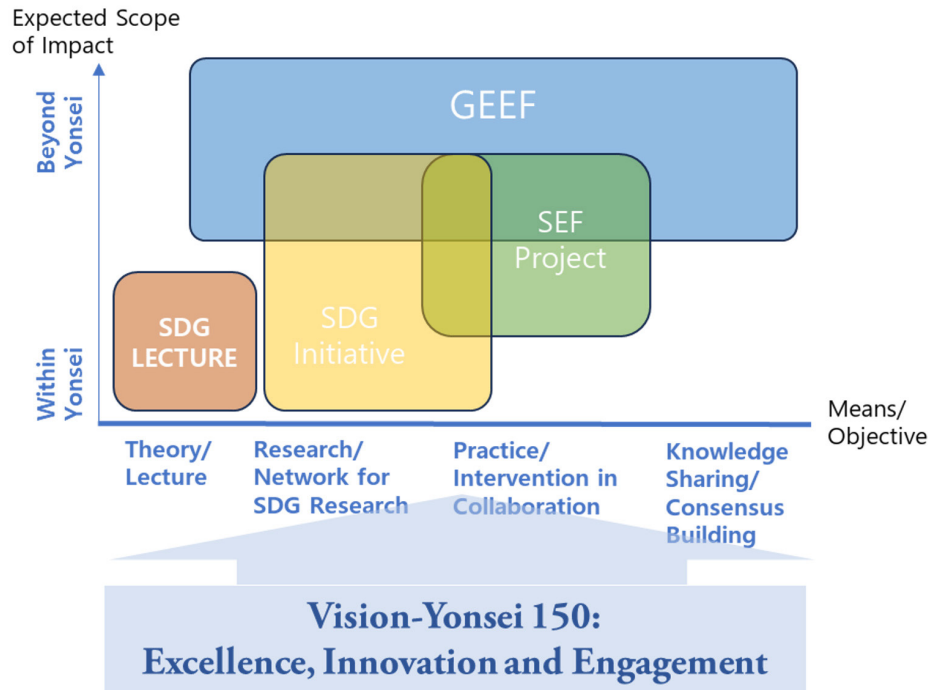 Expected Scope
of Impact
Beyond
Yonsei
GEEF
SEF
Project
SDG
LECTURE
SDG
Initiative
Within
Yonsei
Means/
Objective
Theory/
Lecture
Research/
Network for
SDG Research
Practice/
Intervention in
Collaboration
Knowledge
Sharing/
Consensus
Building
Vision-Yonsei 150:
Excellence, Innovation and Engagement